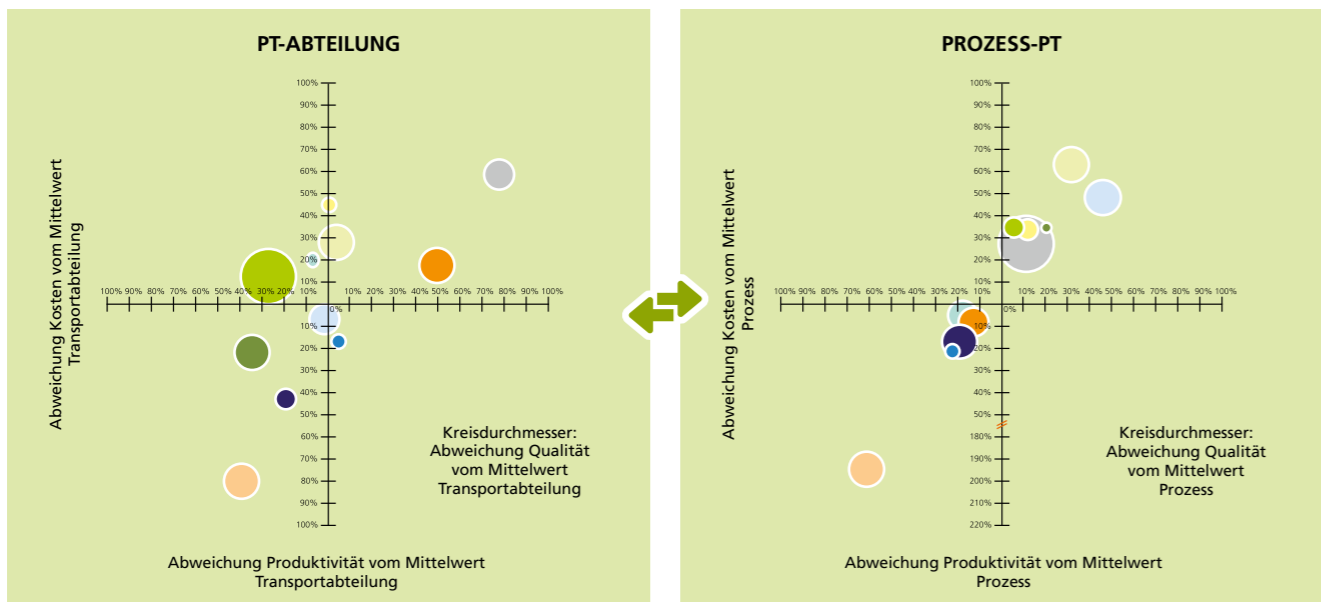 PT-ABTEILUNG
100%
90%
80%
70%
60%
50%
40%
30%
20%
10%
100% 90% 80% 70% 60% 50% 40% 30% 20% 10% 10% 20% 30% 40% 50% 60% 70% 80% 90% 100%
0%
10%
20%
30%
40%
50%
60%
70%
80%
90%
100%
Abweichung Kosten vom Mittelwert
Transportabteilung
Kreisdurchmesser:
Abweichung Qualität
vom Mittelwert
Transportabteilung
Abweichung Produktivität vom Mittelwert
Transportabteilung
PROZESS-PT
100%
90%
80%
70%
60%
50%
40%
30%
20%
10%
100% 90% 80% 70% 60% 50% 40% 30% 20% 10% 10% 20% 30% 40% 50% 60% 70% 80% 90% 100%
0%
10%
20%
30%
40%
50%
180%
190%
200%
210%
220%
Abweichung Kosten vom Mittelwert
Prozess
Kreisdurchmesser:
Abweichung Qualität
vom Mittelwert
Prozess
Abweichung Produktivität vom Mittelwert
Prozess